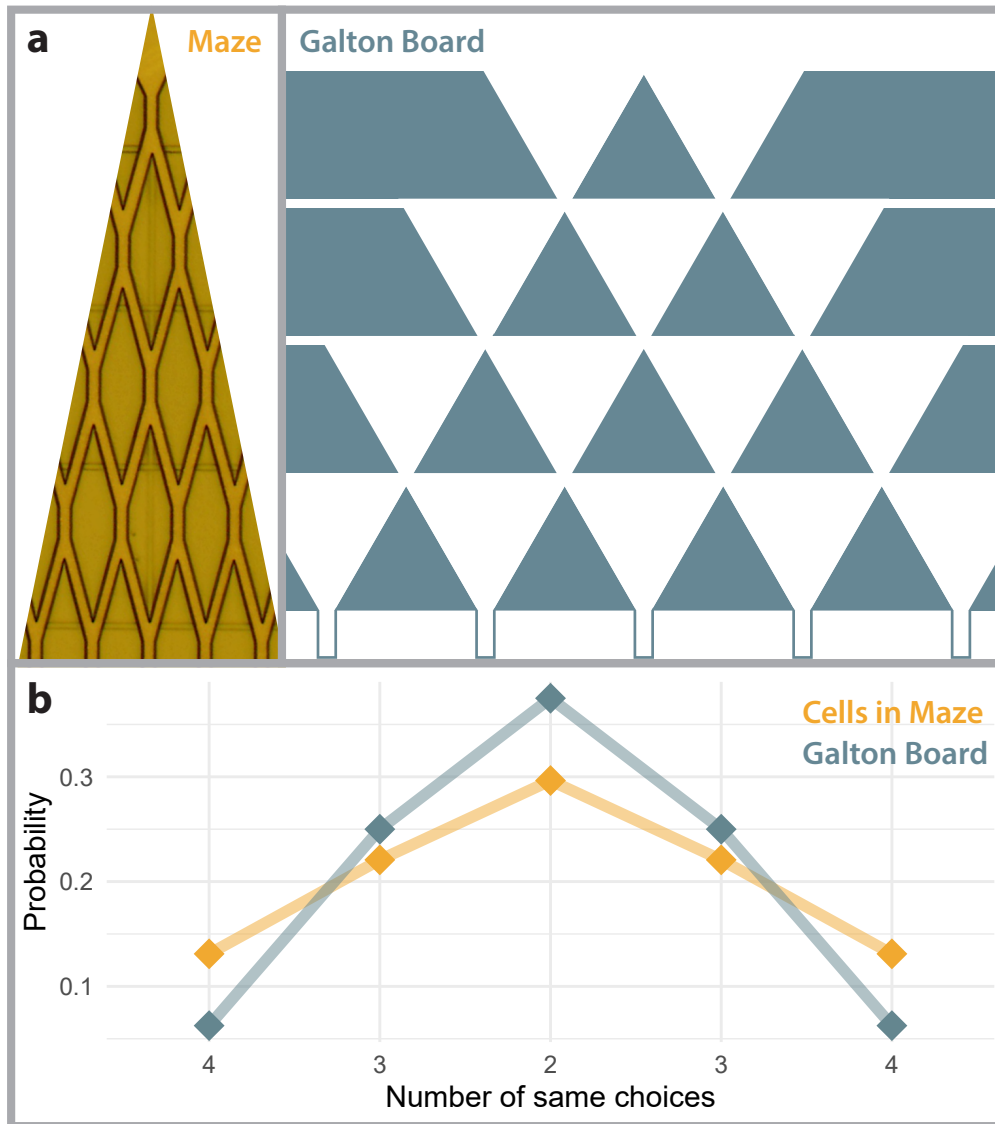 a
Maze
Galton Board
b
Cells in Maze
Galton Board
Probability
0.3
0.2
0.1
4 3 2 3 4
Number of same choices